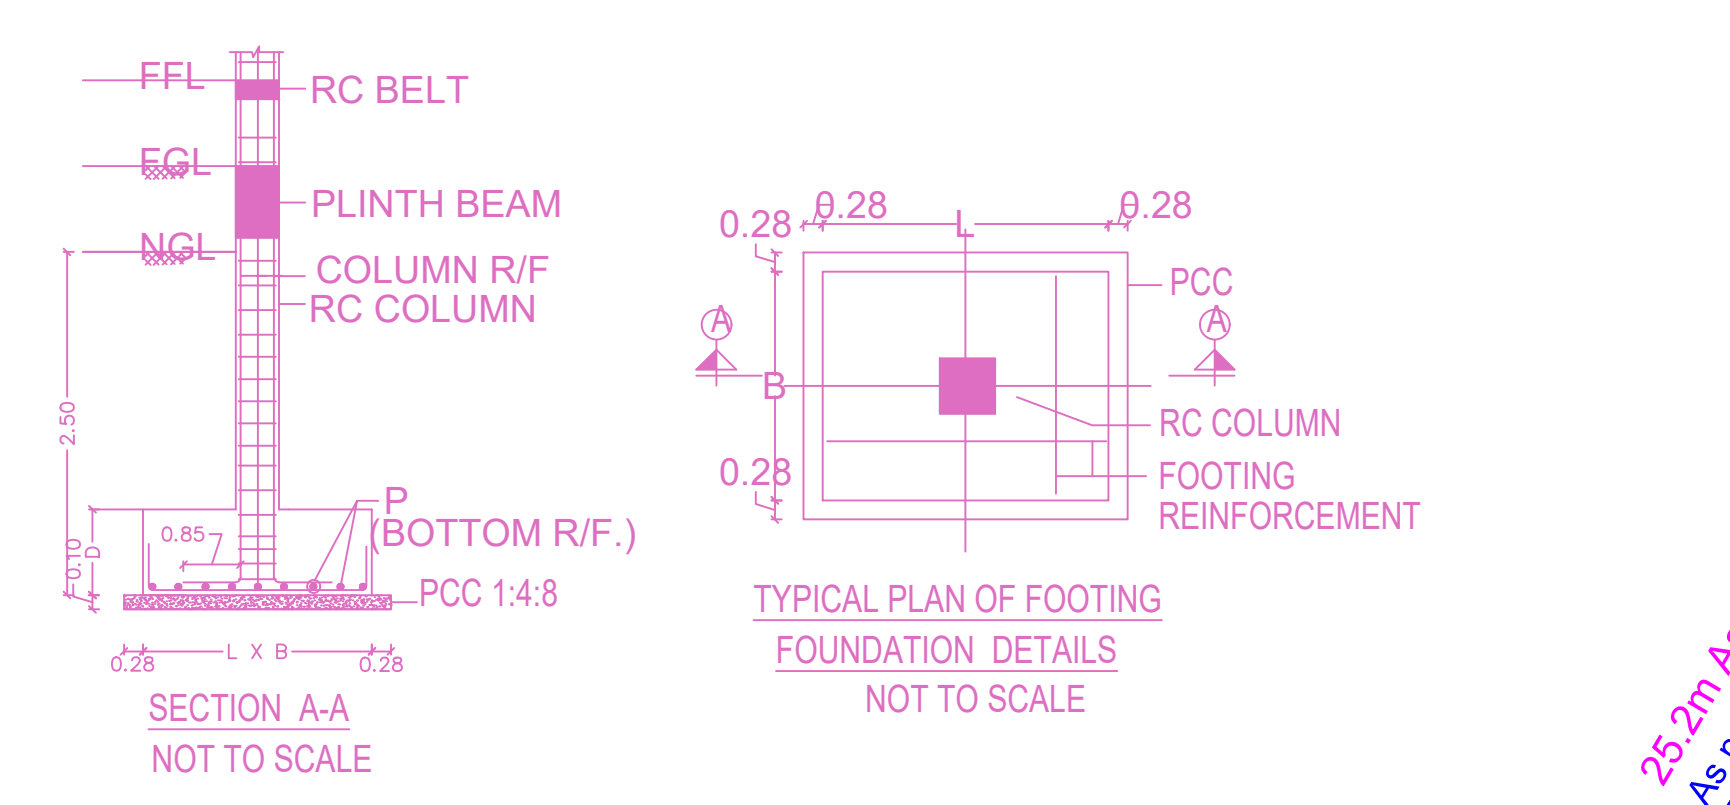 FFL
RC BELT
FGL
PLINTH BEAM
NGL
COLUMN R/F
RC COLUMN
2.50
P
(BOTTOM R/F.)
0.85
D
0.10
PCC 1:4:8
L X B
0.28
0.28
SECTION A-A
NOT TO SCALE
0.28
0.28
L
0.28
PCC
A
A
B
RC COLUMN
0.28
FOOTING
REINFORCEMENT
TYPICAL PLAN OF FOOTING
FOUNDATION DETAILS
NOT TO SCALE
25.2m
As